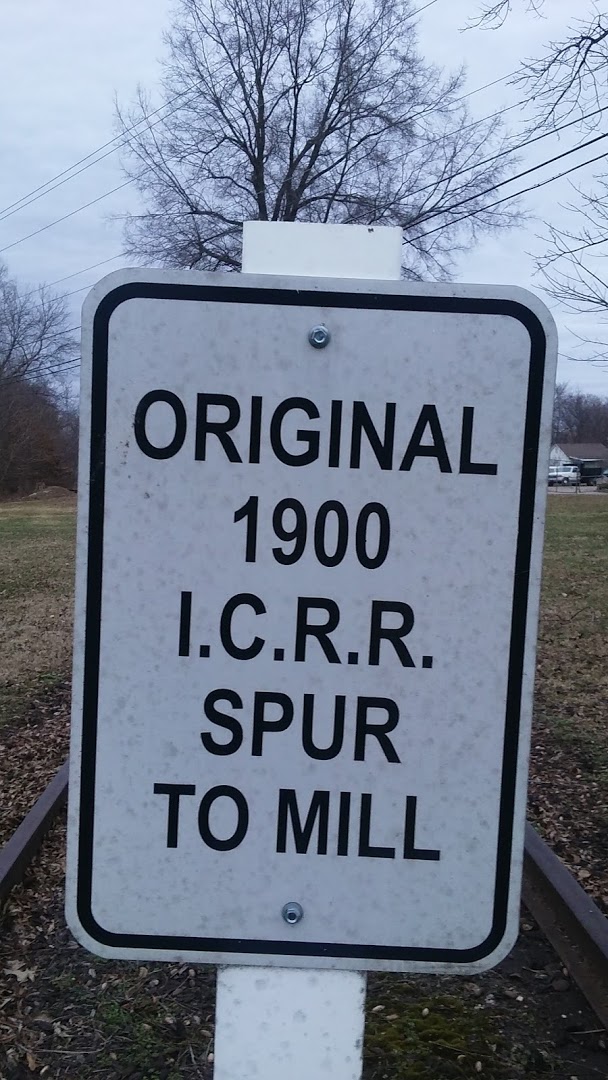 ORIGINAL
1900
I.C.R.R.
SPUR
TO MILL